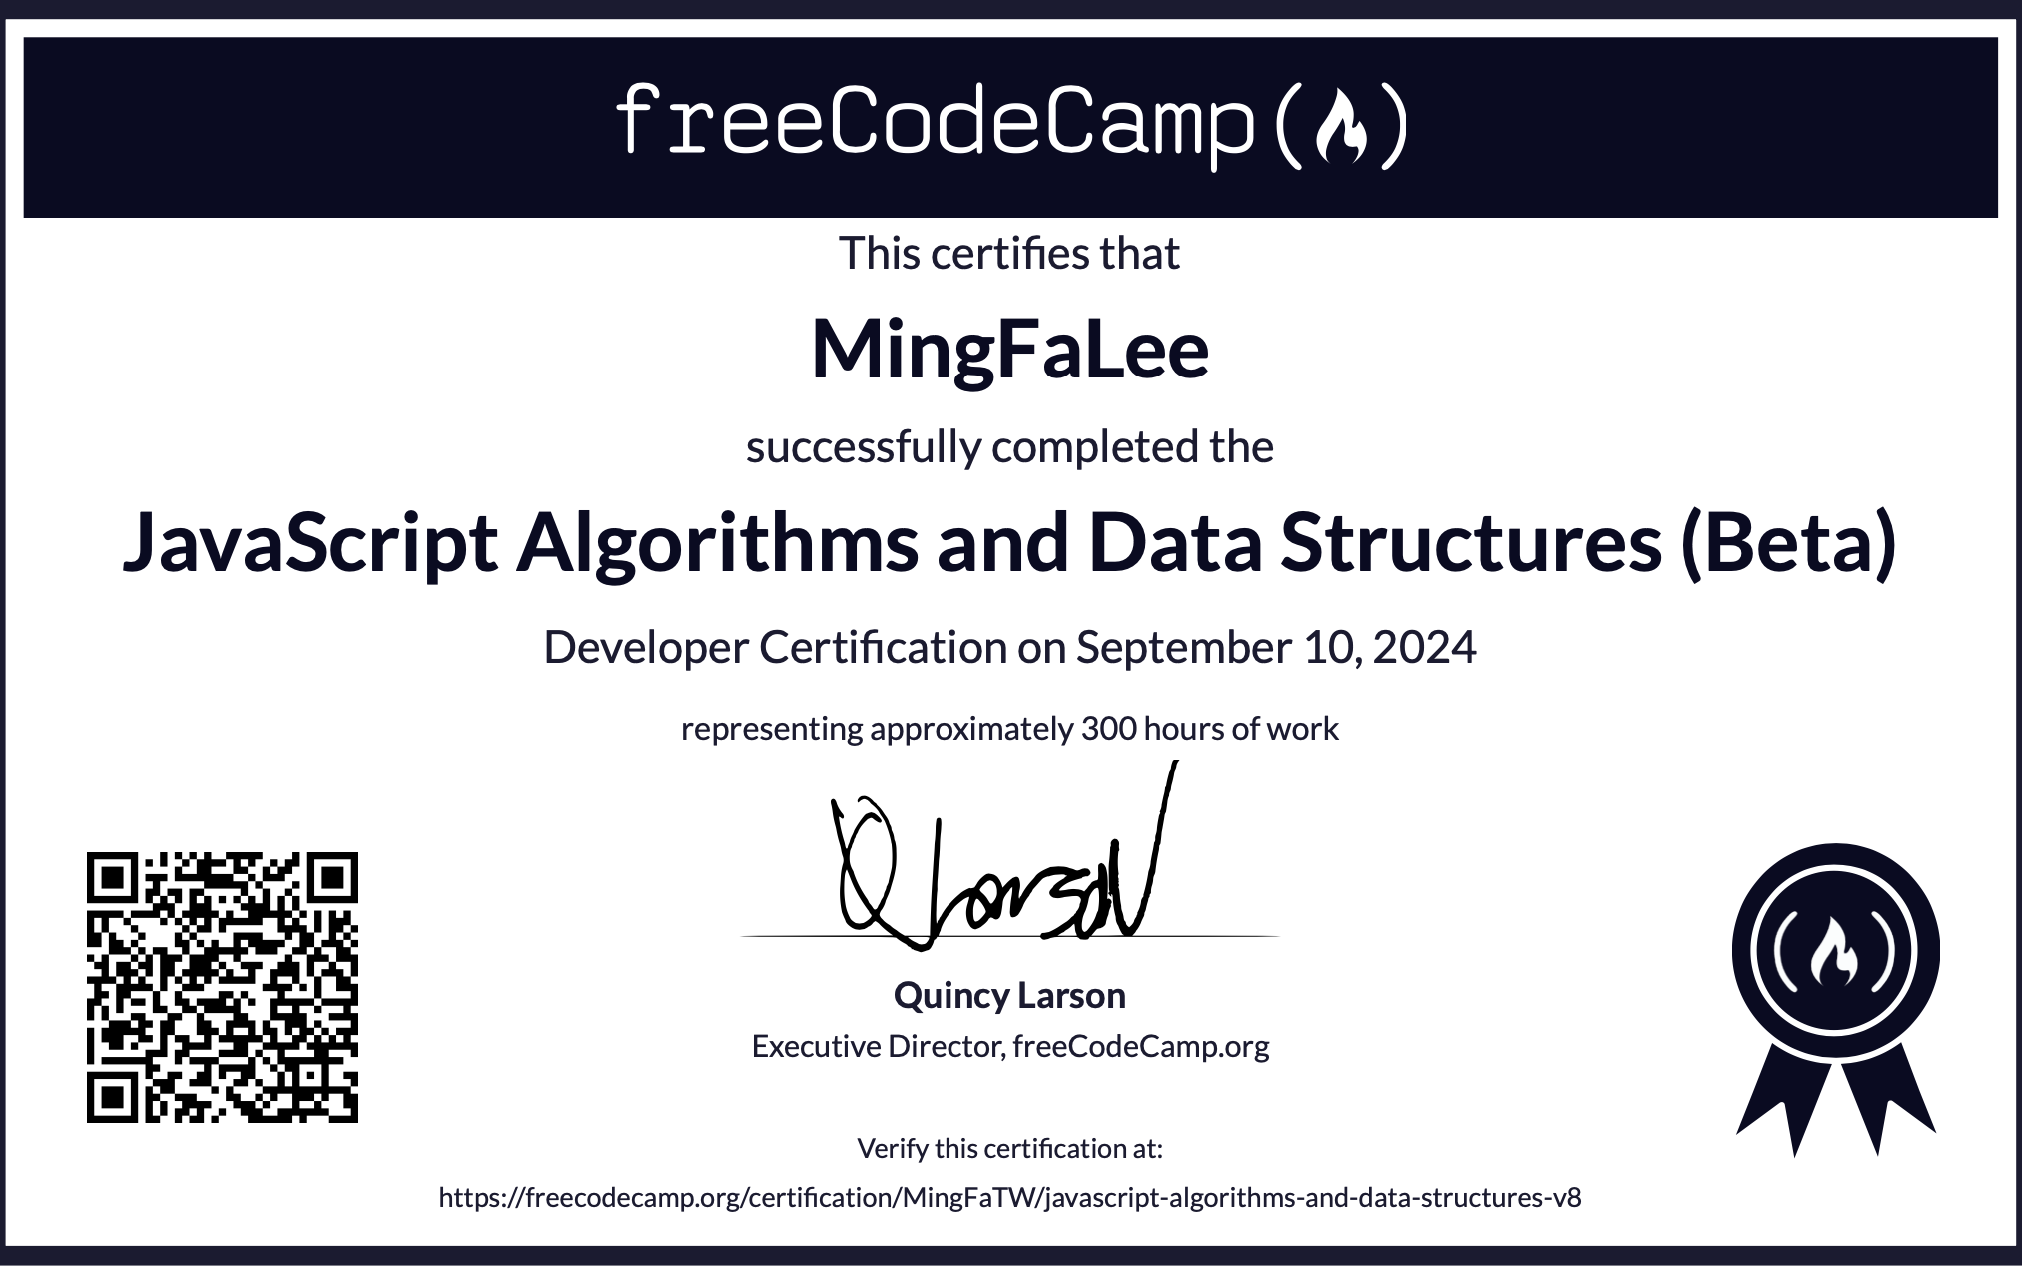 freeCodeCamp
This certifies that
MingFaLee
successfully completed the
JavaScript Algorithms and Data Structures (Beta)
Developer Certification on September 10, 2024
representing approximately 300 hours of work
Q Larson
Quincy Larson
Executive Director, freeCodeCamp.org
Verify this certification at:
https://freecodecamp.org/certification/MingFaTW/javascript-algorithms-and-data-structures-v8